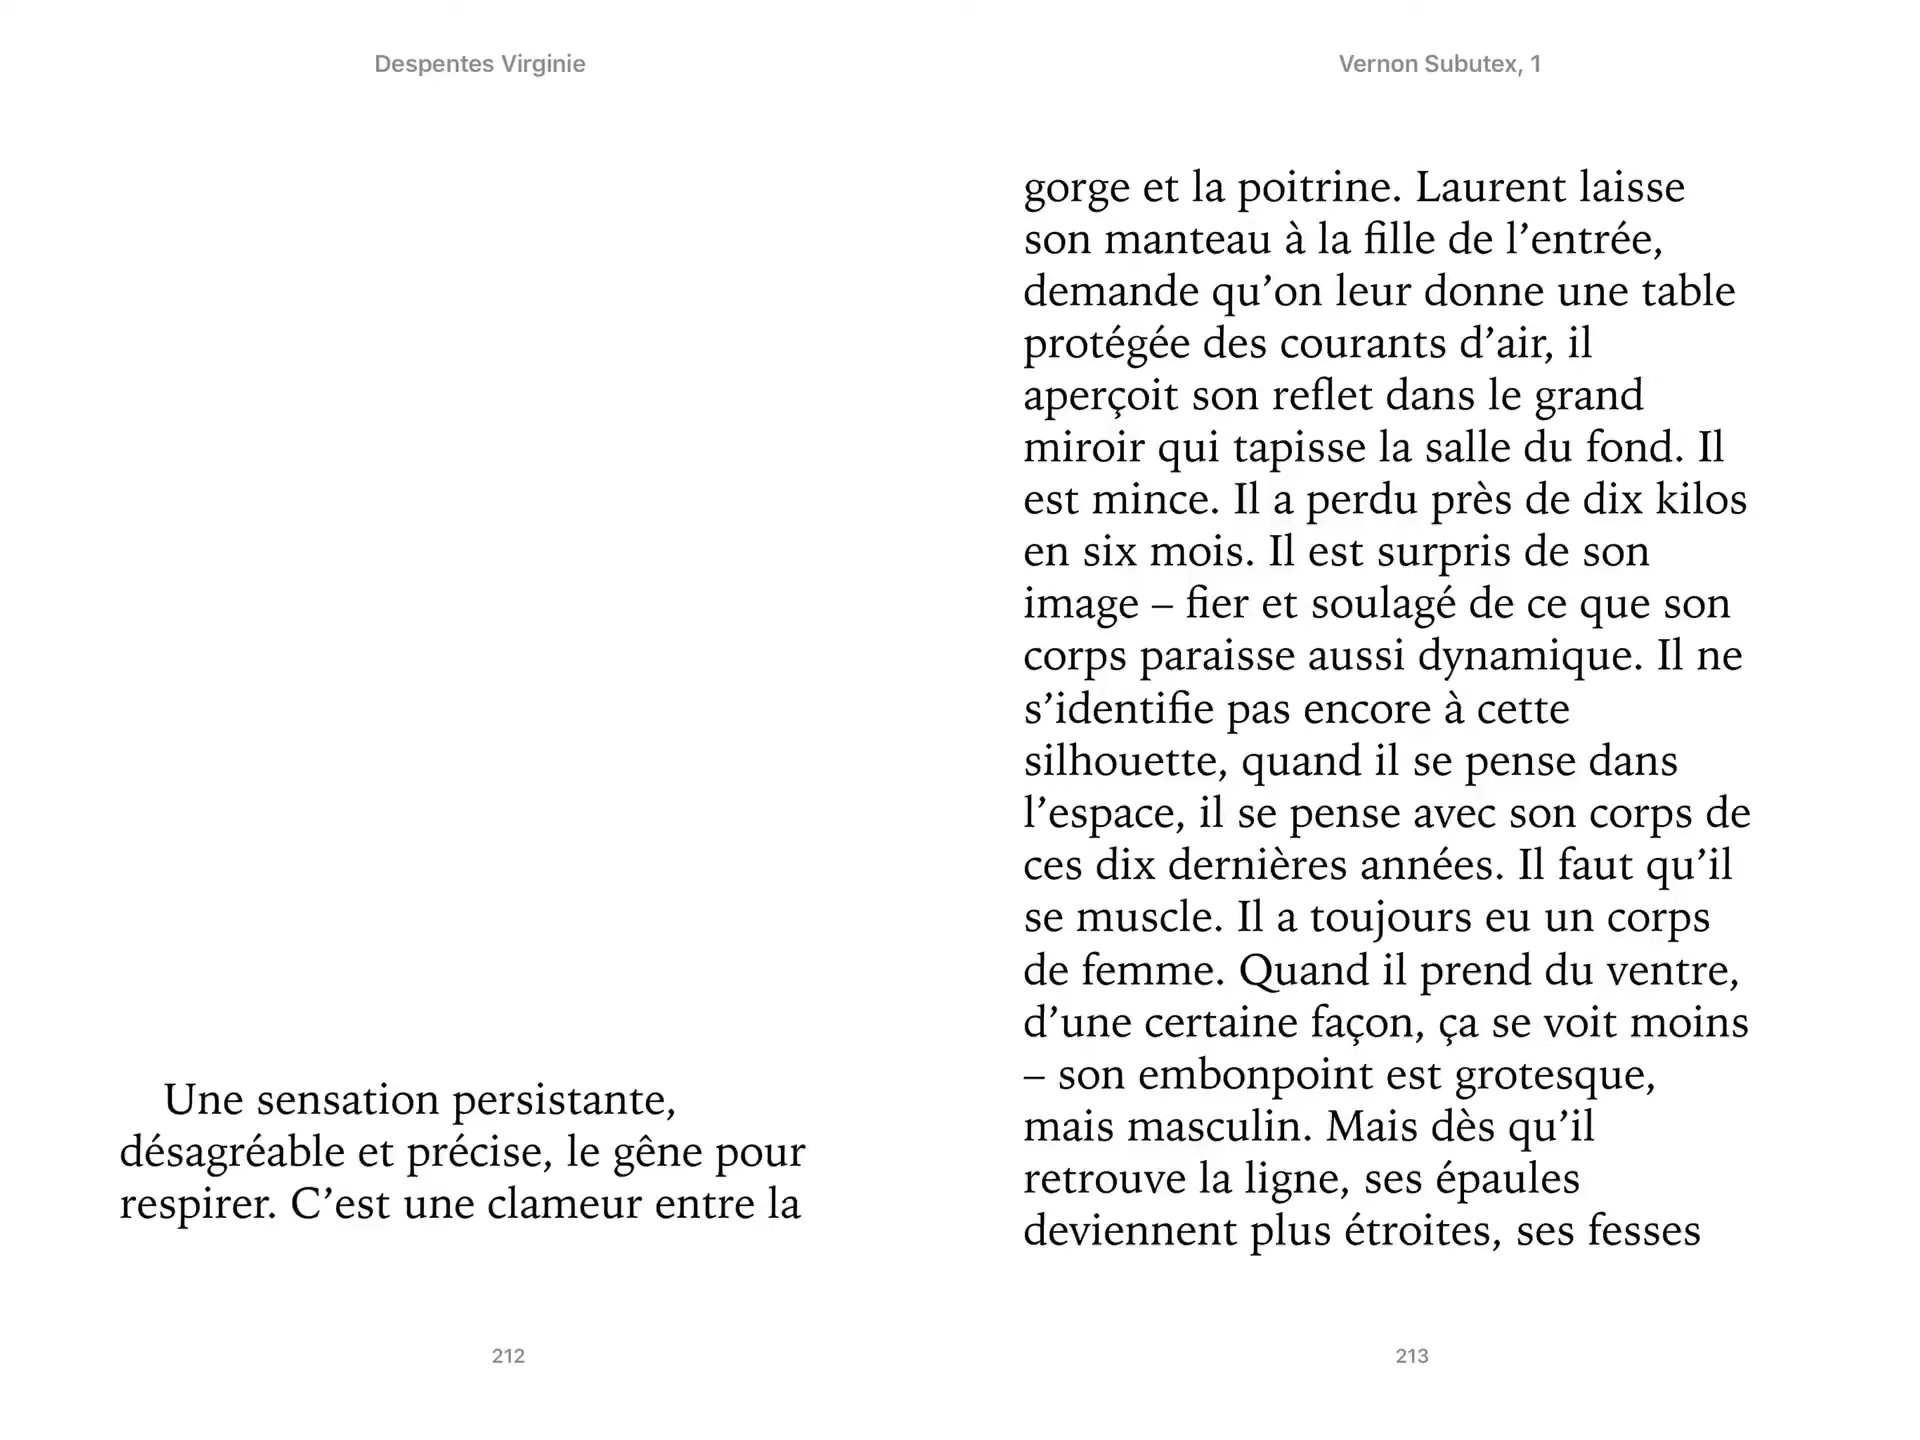 Despentes Virginie
Une sensation persistante,
désagréable et précise, le gêne pour
respirer. C’est une clameur entre la
212
Vernon Subutex, 1
gorge et la poitrine. Laurent laisse
son manteau à la fille de l’entrée,
demande qu’on leur donne une table
protégée des courants d’air, il
aperçoit son reflet dans le grand
miroir qui tapisse la salle du fond. Il
est mince. Il a perdu près de dix kilos
en six mois. Il est surpris de son
image – fier et soulagé de ce que son
corps paraisse aussi dynamique. Il ne
s’identifie pas encore à cette
silhouette, quand il se pense dans
l’espace, il se pense avec son corps de
ces dix dernières années. Il faut qu’il
se muscle. Il a toujours eu un corps
de femme. Quand il prend du ventre,
d’une certaine façon, ça se voit moins
– son embonpoint est grotesque,
mais masculin. Mais dès qu’il
retrouve la ligne, ses épaules
deviennent plus étroites, ses fesses
213